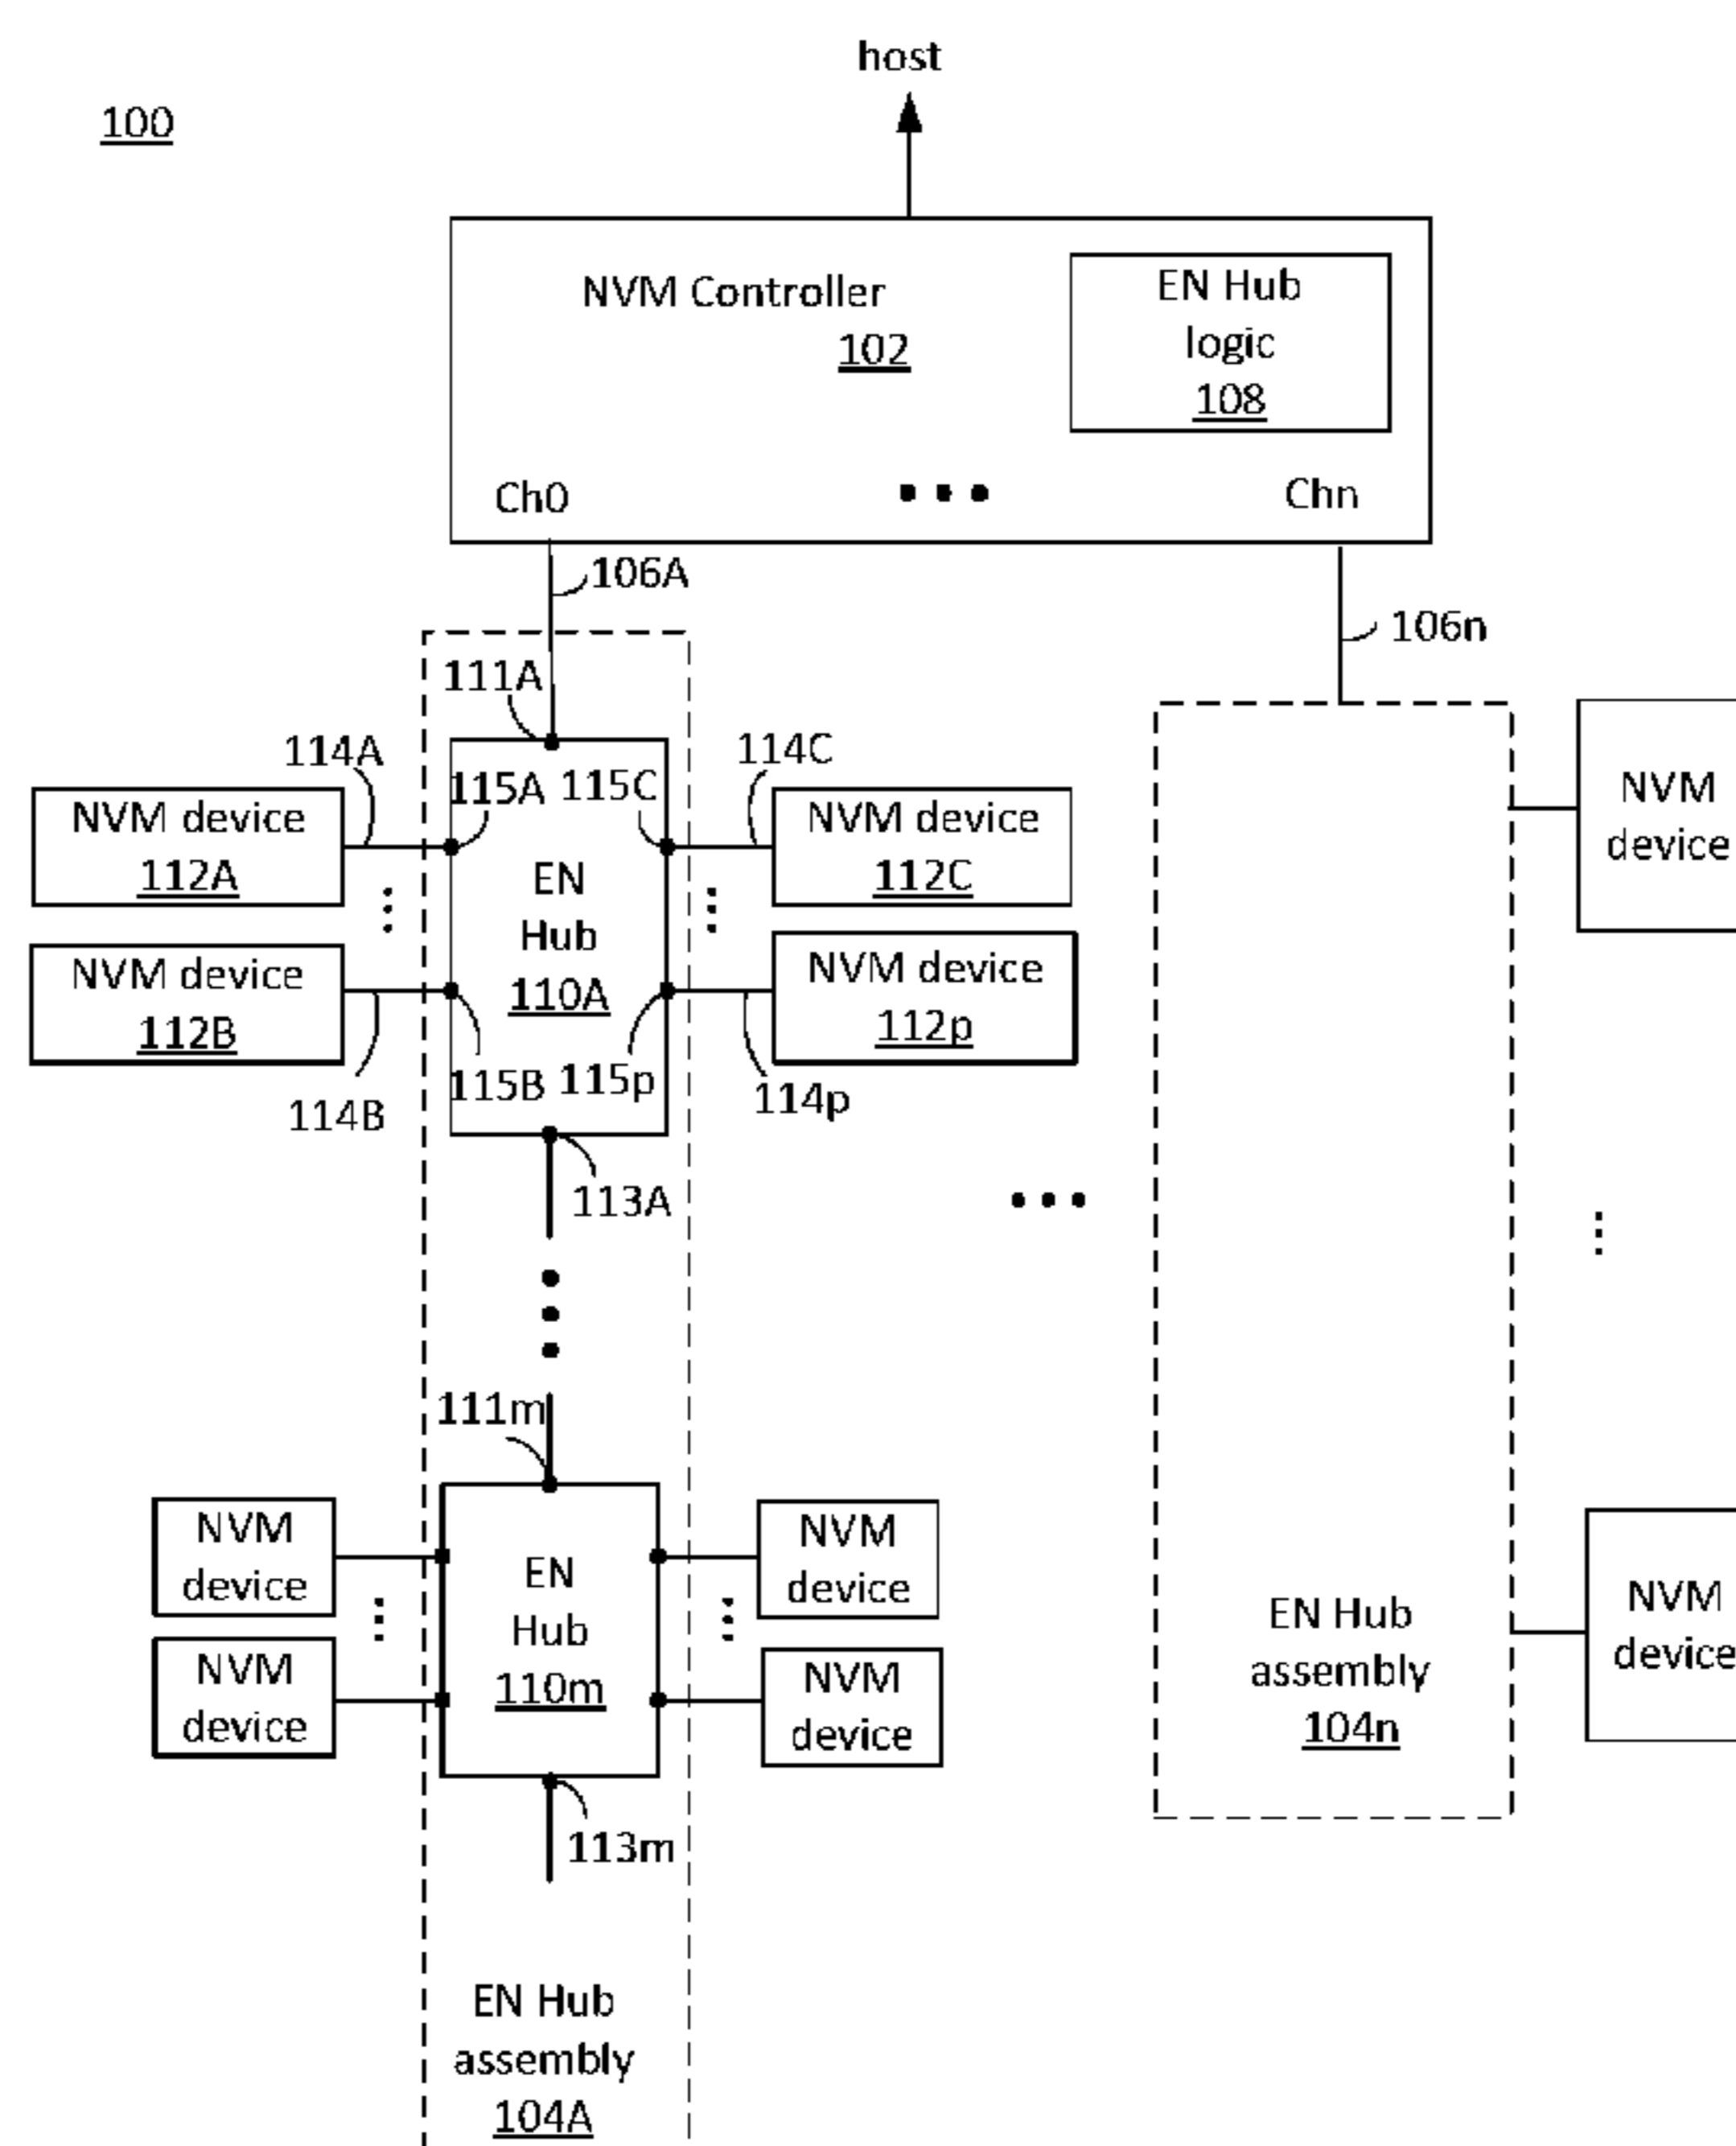 host
100
NVM Controller
102
EN Hub
logic
108
Ch0
Chn
106A
106n
111A
114A
115A
115C
114C
NVM device
112A
EN
Hub
110A
NVM device
112C
NVM device
112B
NVM device
112p
114B
115B
115p
114p
113A
NVM
device
111m
NVM
device
NVM
device
EN
Hub
110m
NVM
device
NVM
device
113m
EN Hub
assembly
104n
NVM
device
EN Hub
assembly
104A